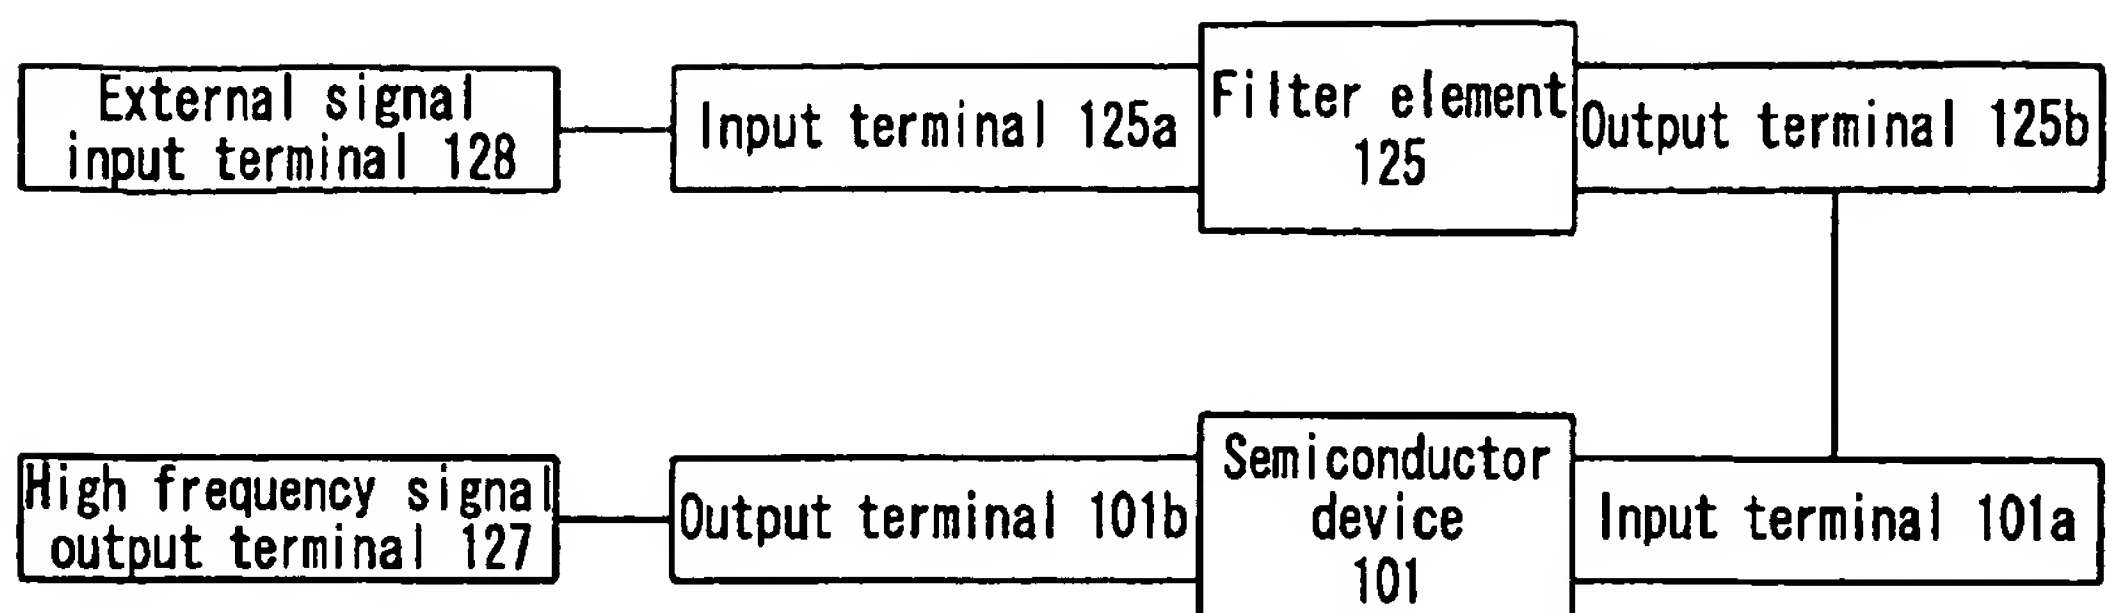 External signal
input terminal 128
Input terminal 125a
Filter element
125
Output terminal 125b
High frequency signal
output terminal 127
Output terminal 101b
Semiconductor
device
101
Input terminal 101a